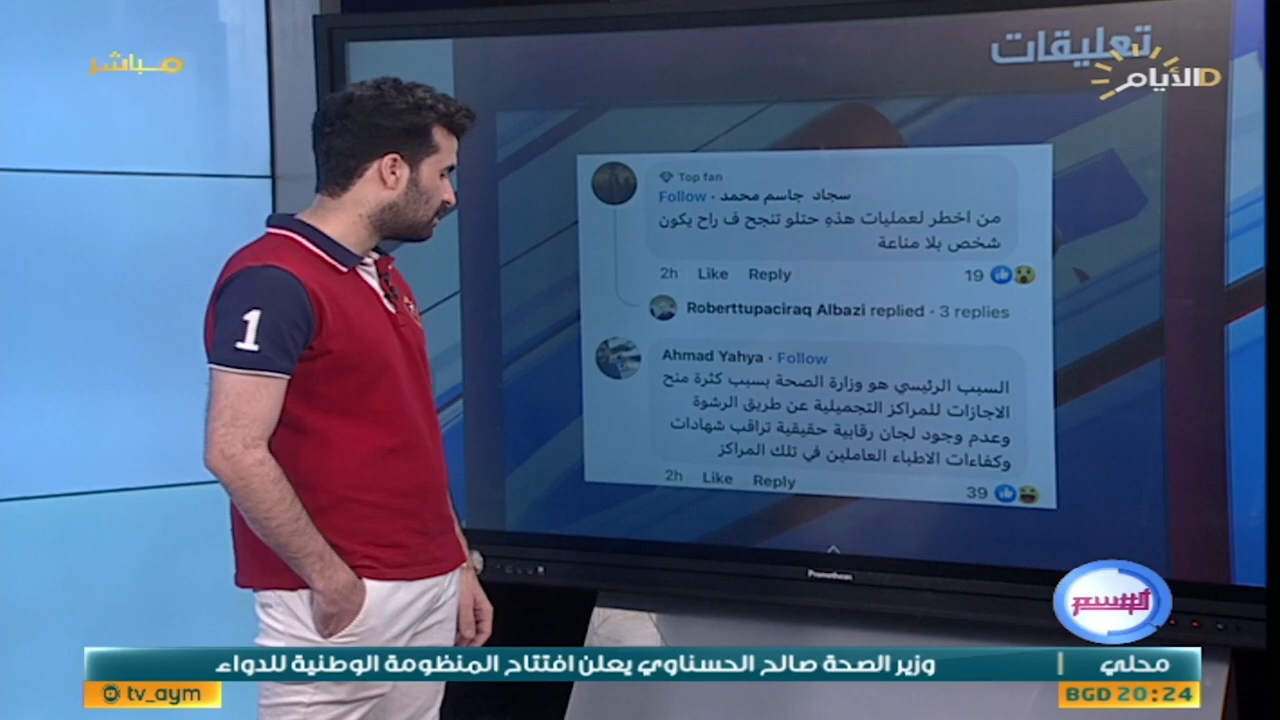 مباشر
تعليقات
الأيام
Top fan
سجاد جاسم محمد · Follow
من اخطر لعمليات هذهِ حتلو تنجح ف راح يكون
شخص بلا مناعة
2h Like Reply 19
Roberttupaciraq Albazi replied · 3 replies
Ahmad Yahya · Follow
السبب الرئيسي هو وزارة الصحة بسبب كثرة منح
الاجازات للمراكز التجميلية عن طريق الرشوة
وعدم وجود لجان رقابية حقيقية تراقب شهادات
وكفاءات الاطباء العاملين في تلك المراكز
2h Like Reply 39
1
Promethean
محلي | وزير الصحة صالح الحسناوي يعلن افتتاح المنظومة الوطنية للدواء
tv_aym
BGD 20:24